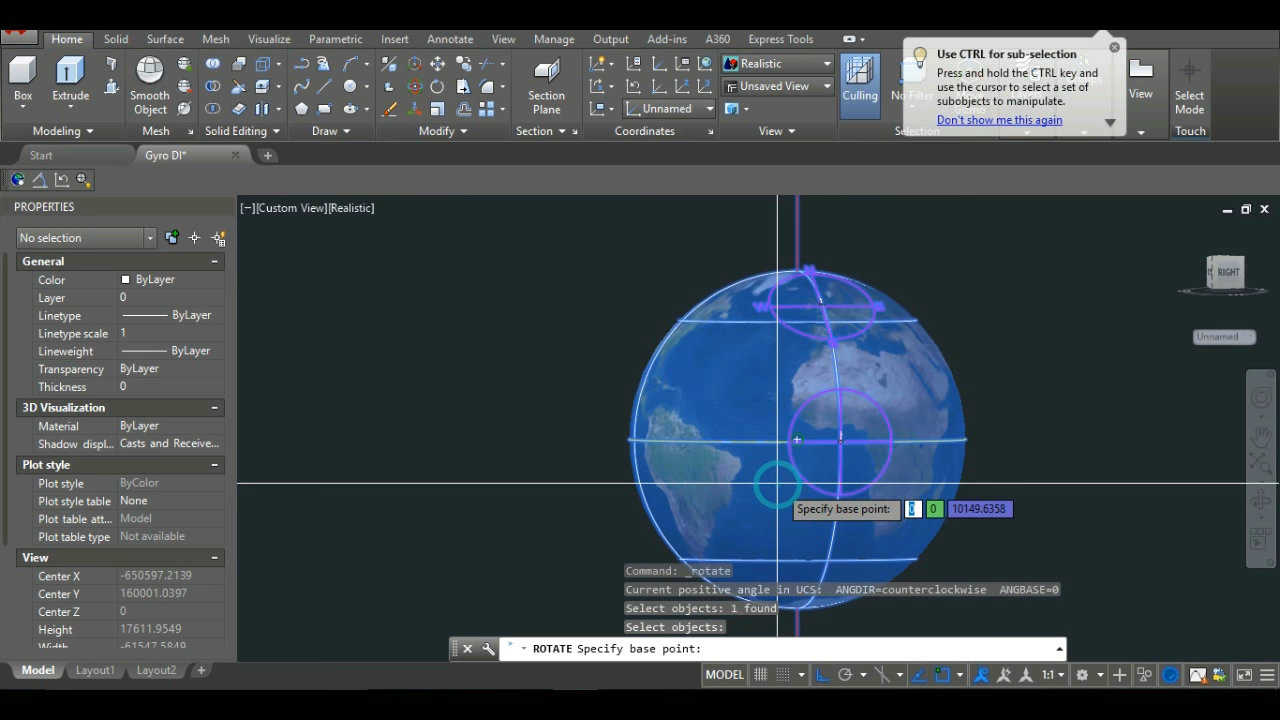 Home Solid Surface Mesh Visualize Parametric Insert Annotate View Manage Output Add-ins A360 Express Tools
Use CTRL for sub-selection
Press and hold the CTRL key and
use the cursor to select a set of
subobjects to manipulate.
Don't show me this again
Realistic
Unsaved View
Unnamed
Box Extrude Smooth Object Section Plane Culling View Select Mode
Modeling Mesh Solid Editing Draw Modify Section Coordinates View Selection Touch
Start Gyro DI*
PROPERTIES
[−][Custom View][Realistic]
No selection
General
Color ByLayer
Layer 0
Linetype ByLayer
Linetype scale 1
Lineweight ByLayer
Transparency ByLayer
Thickness 0
3D Visualization
Material ByLayer
Shadow displ... Casts and Receive...
Plot style
Plot style ByColor
Plot style table None
Plot table att... Model
Plot table type Not available
View
Center X -650597.2139
Center Y 160001.0397
Center Z 0
Height 17611.9549
Width -61547.5849
RIGHT
Unnamed
Specify base point: 0 0 10149.6358
Command: _rotate
Current positive angle in UCS: ANGDIR=counterclockwise ANGBASE=0
Select objects: 1 found
Select objects:
ROTATE Specify base point:
Model Layout1 Layout2
MODEL 1:1